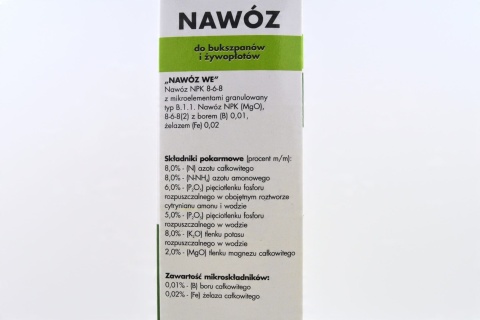 NAWÓZ
do bukszpanów
i żywopłotów
„NAWÓZ WE”
Nawóz NPK 8-6-8
z mikroelementami granulowany
typ B.1.1. Nawóz NPK (MgO),
8-6-8(2) z borem (B) 0,01,
żelazem (Fe) 0,02
Składniki pokarmowe (procent m/m):
8,0% - (N) azotu całkowitego
8,0% - (N-NH₄) azotu amonowego
6,0% - (P₂O₅) pięciotlenku fosforu
rozpuszczalnego w obojętnym roztworze
cytrynianu amonu i wodzie
5,0% - (P₂O₅) pięciotlenku fosforu
rozpuszczalnego w wodzie
8,0% - (K₂O) tlenku potasu
rozpuszczalnego w wodzie
2,0% - (MgO) tlenku magnezu całkowitego
Zawartość mikroskładników:
0,01% - (B) boru całkowitego
0,02% - (Fe) żelaza całkowitego